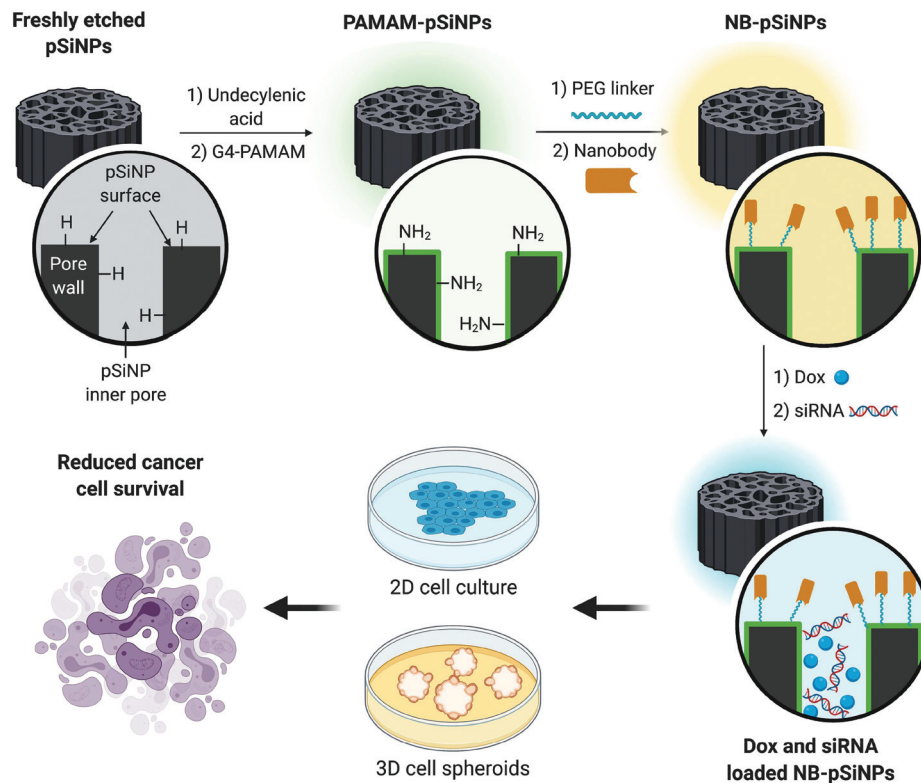 Freshly etched
pSiNPs
1) Undecylenic
acid
2) G4-PAMAM
PAMAM-pSiNPs
1) PEG linker
2) Nanobody
NB-pSiNPs
pSiNP
surface
H
H
H
H
Pore
wall
pSiNP
inner pore
NH₂
NH₂
NH₂
H₂N
1) Dox
2) siRNA
Dox and siRNA
loaded NB-pSiNPs
2D cell culture
3D cell spheroids
Reduced cancer
cell survival